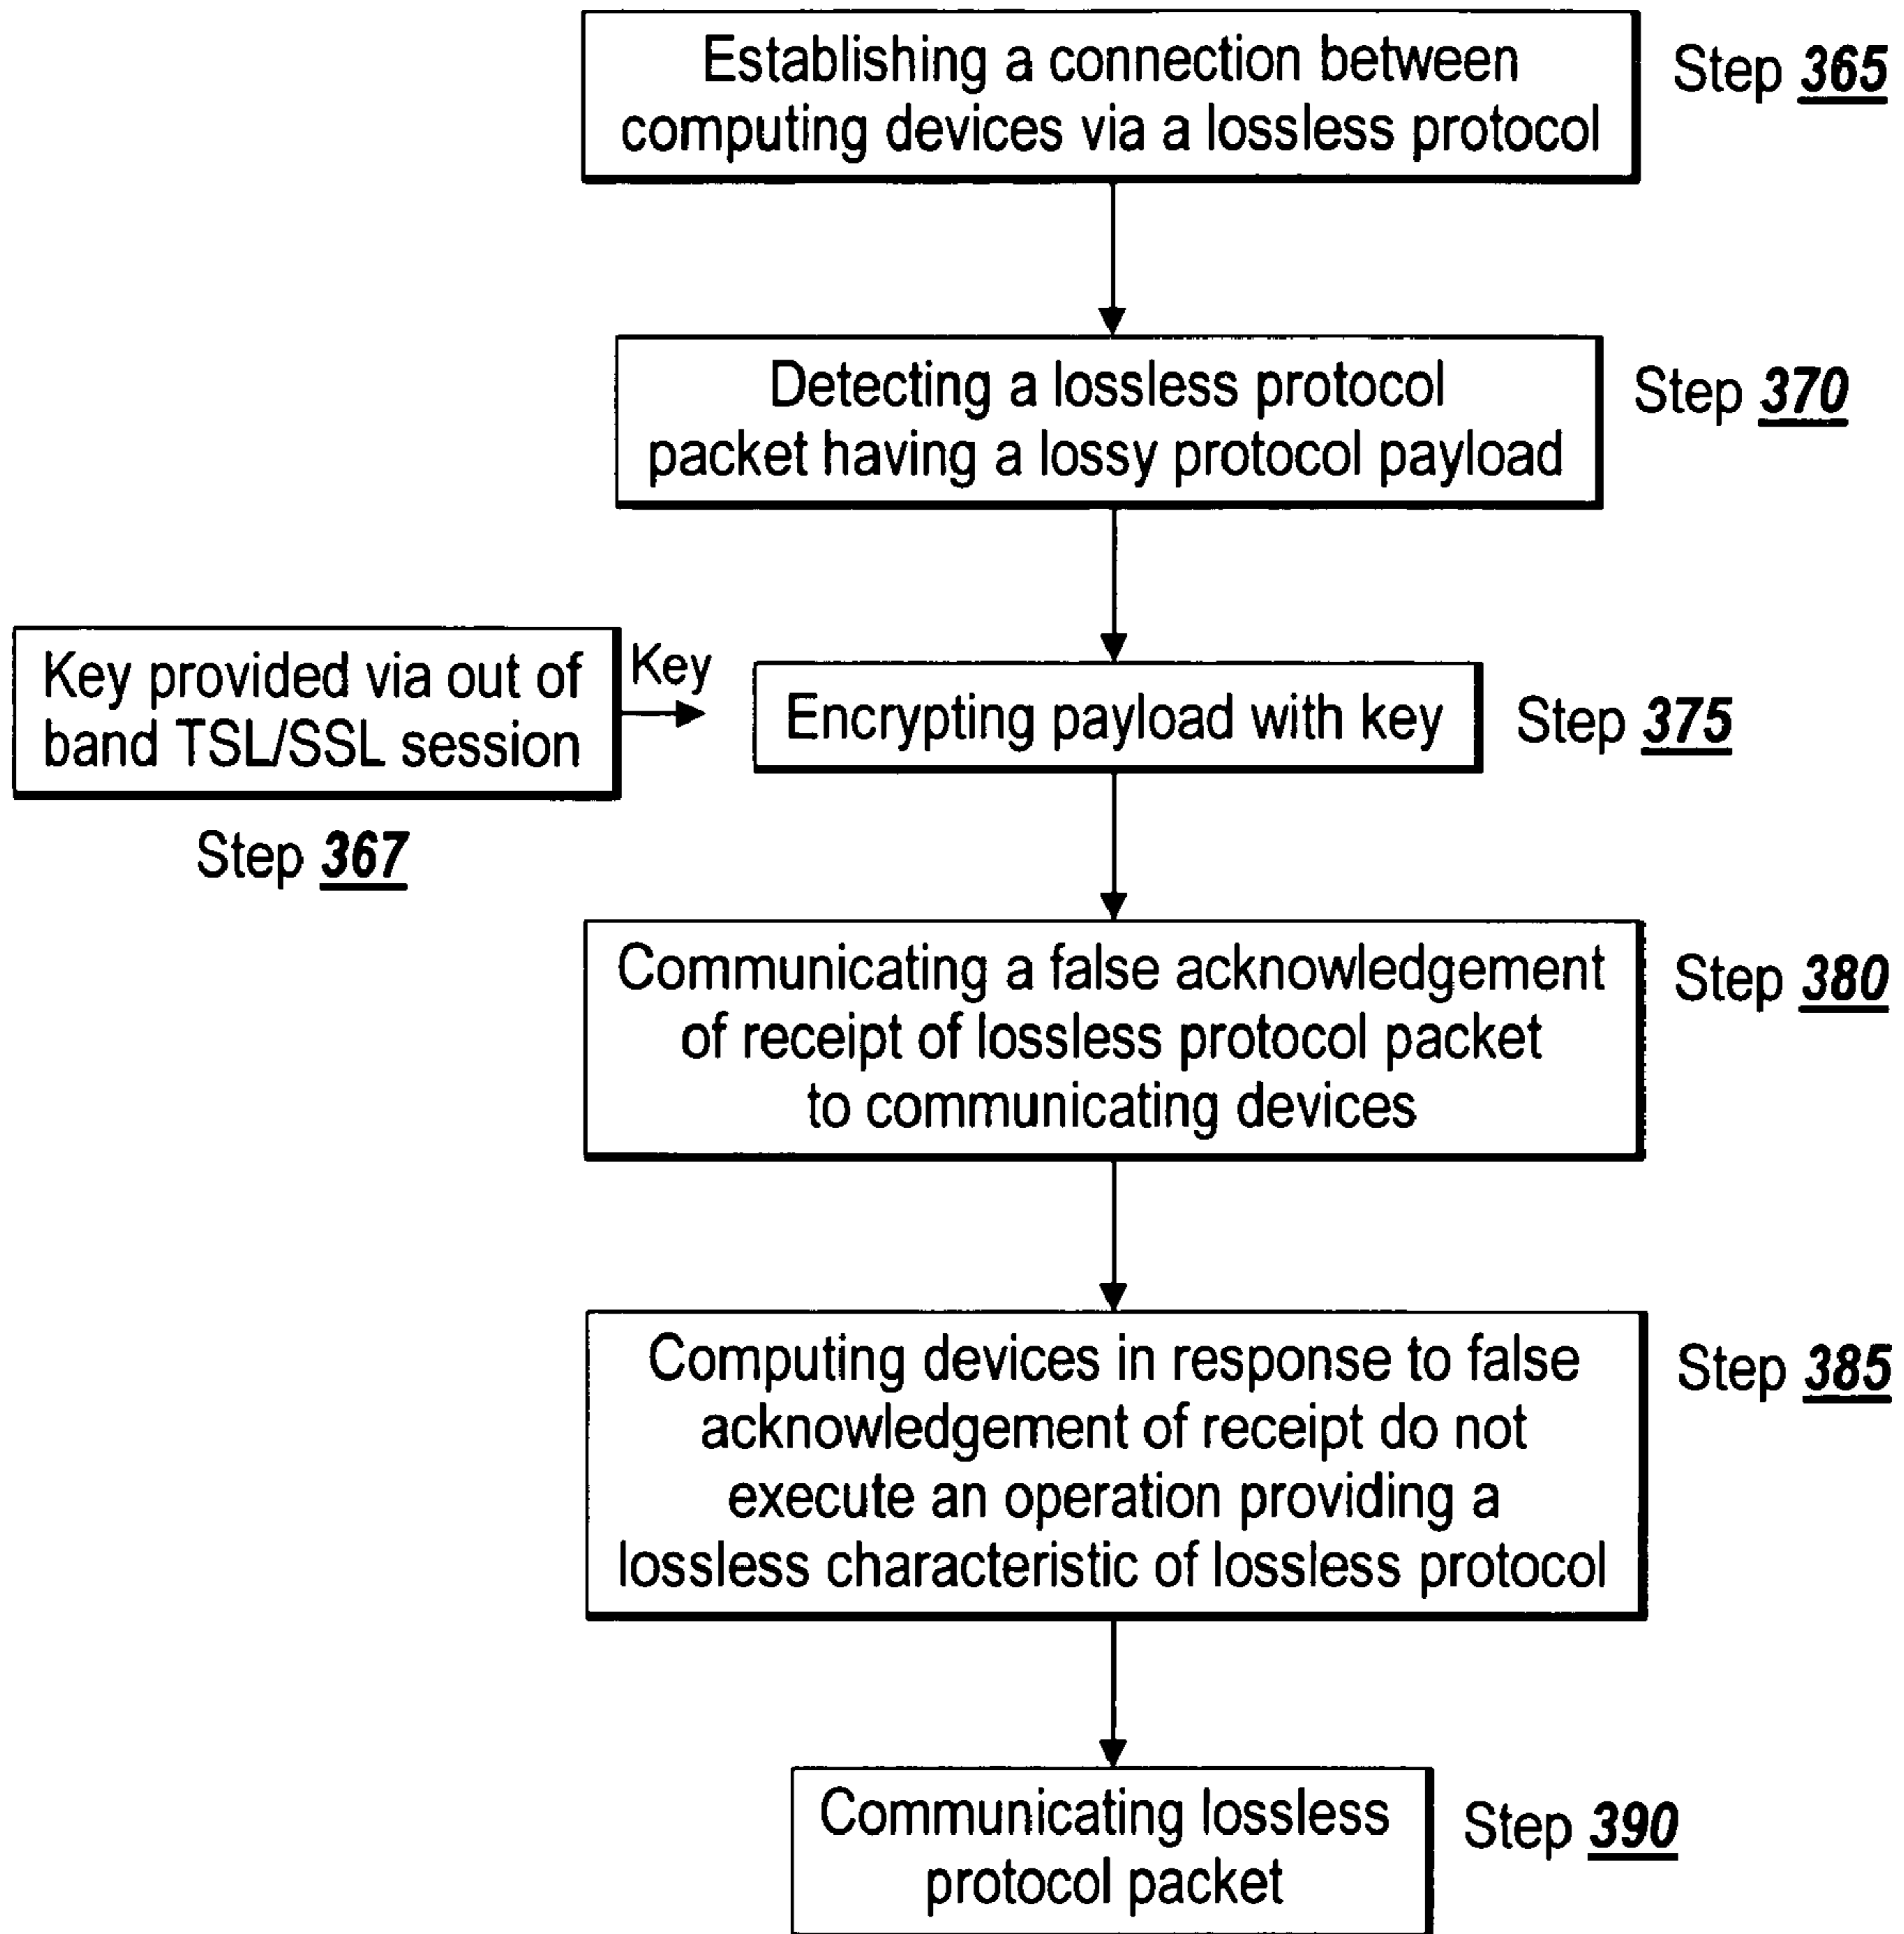 Establishing a connection between
computing devices via a lossless protocol
Step 365
Detecting a lossless protocol
packet having a lossy protocol payload
Step 370
Key provided via out of
band TSL/SSL session
Step 367
Key
Encrypting payload with key
Step 375
Communicating a false acknowledgement
of receipt of lossless protocol packet
to communicating devices
Step 380
Computing devices in response to false
acknowledgement of receipt do not
execute an operation providing a
lossless characteristic of lossless protocol
Step 385
Communicating lossless
protocol packet
Step 390